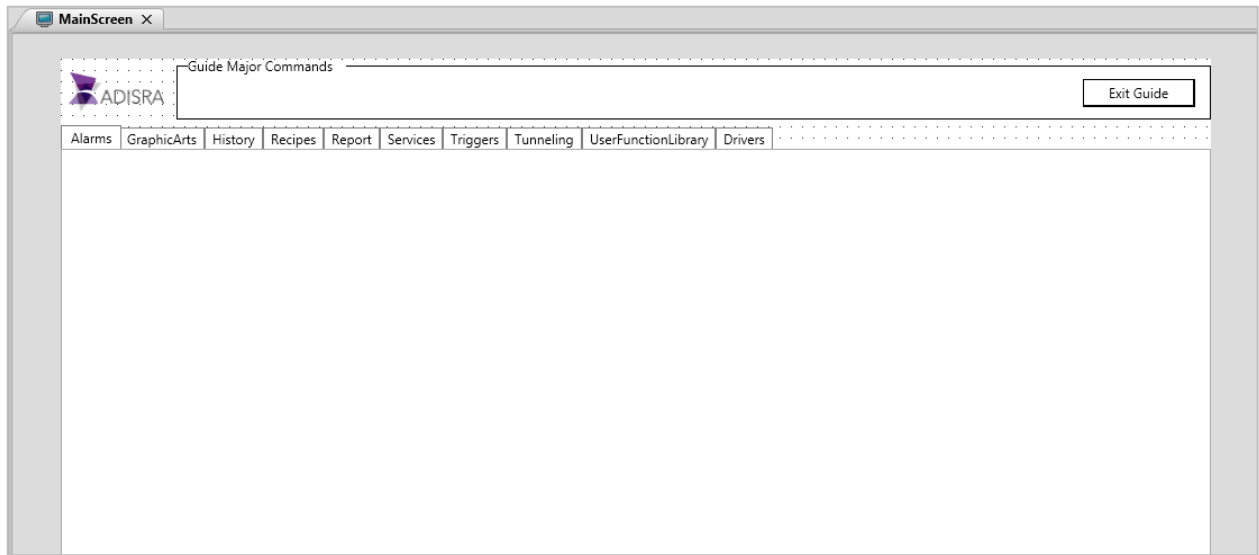 MainScreen X
Guide Major Commands
ADISRA
Exit Guide
Alarms GraphicArts History Recipes Report Services Triggers Tunneling UserFunctionLibrary Drivers